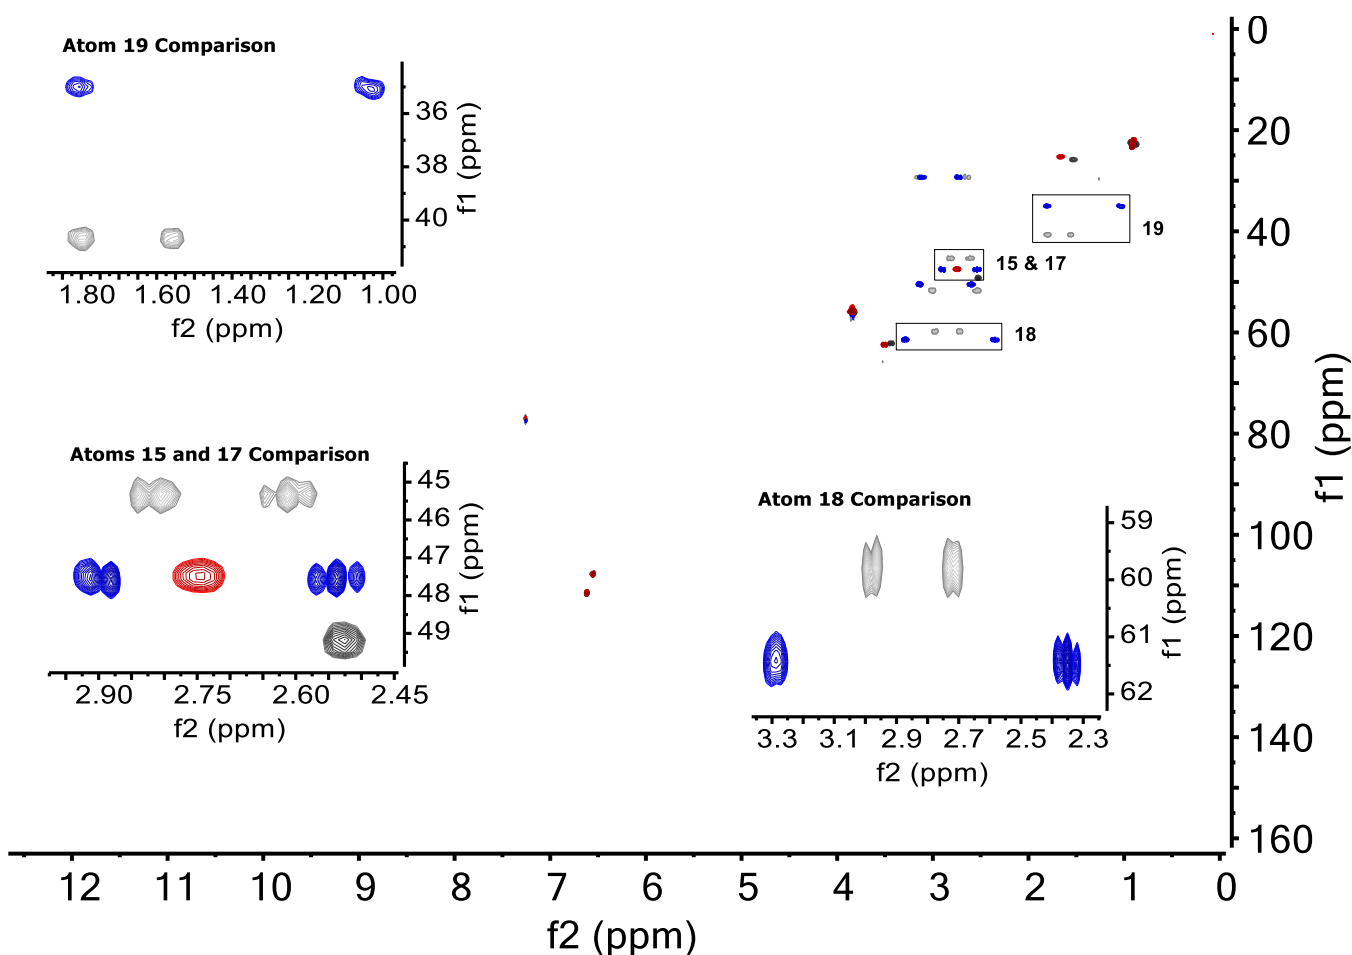 Atom 19 Comparison
36
38
40
f1 (ppm)
1.80 1.60 1.40 1.20 1.00
f2 (ppm)
Atoms 15 and 17 Comparison
45
46
47
48
49
f1 (ppm)
2.90 2.75 2.60 2.45
f2 (ppm)
Atom 18 Comparison
59
60
61
62
f1 (ppm)
3.3 3.1 2.9 2.7 2.5 2.3
f2 (ppm)
19
15 & 17
18
0
20
40
60
80
100
120
140
160
f1 (ppm)
12 11 10 9 8 7 6 5 4 3 2 1 0
f2 (ppm)